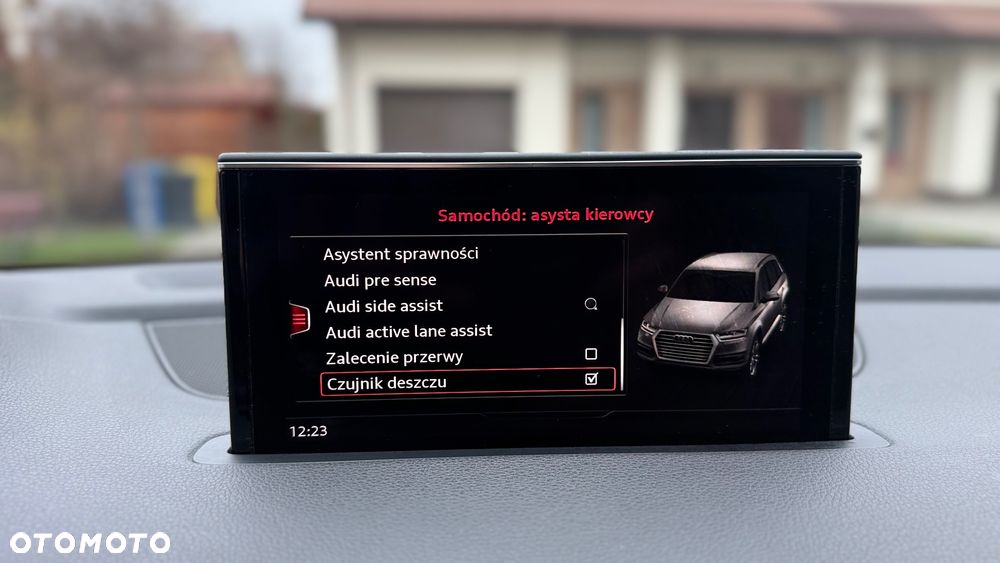 Samochód: asysta kierowcy
Asystent sprawności
Audi pre sense
Audi side assist
Audi active lane assist
Zalecenie przerwy
Czujnik deszczu
12:23
OTOMOTO